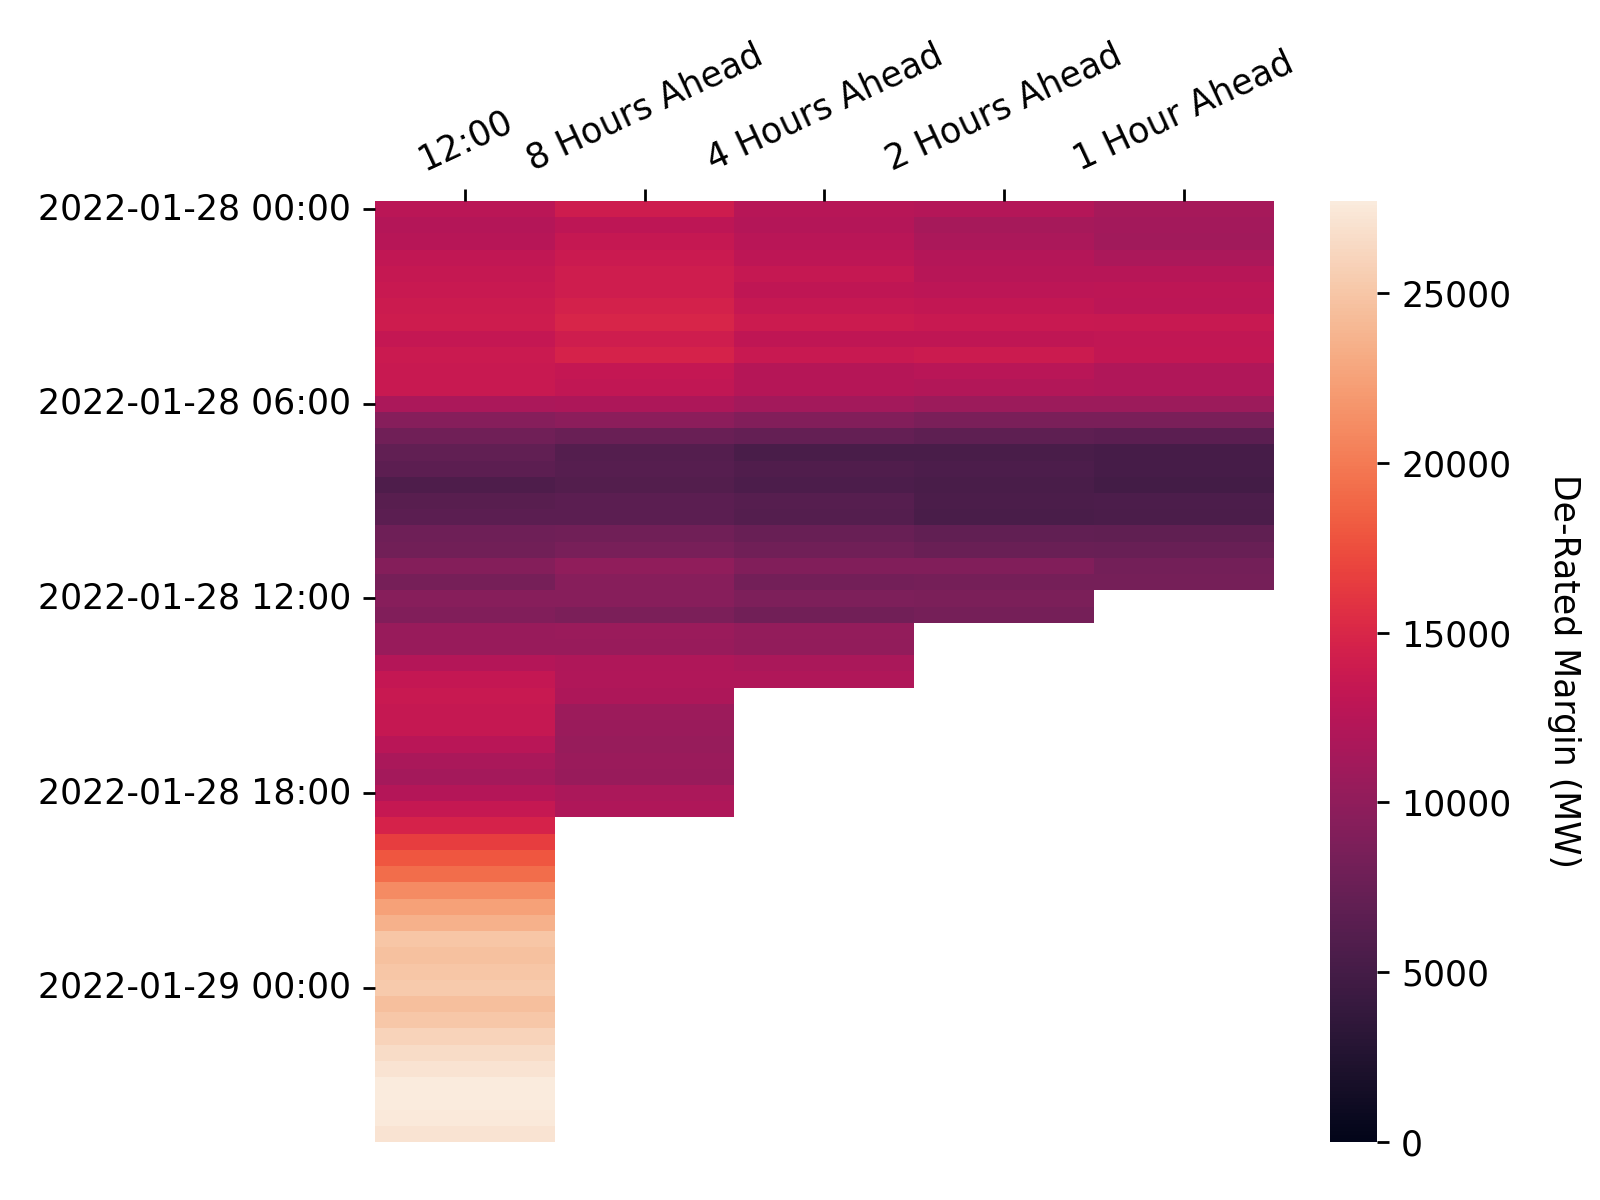 12:00
8 Hours Ahead
4 Hours Ahead
2 Hours Ahead
1 Hour Ahead
2022-01-28 00:00
2022-01-28 06:00
2022-01-28 12:00
2022-01-28 18:00
2022-01-29 00:00
25000
20000
15000
10000
5000
0
De-Rated Margin (MW)